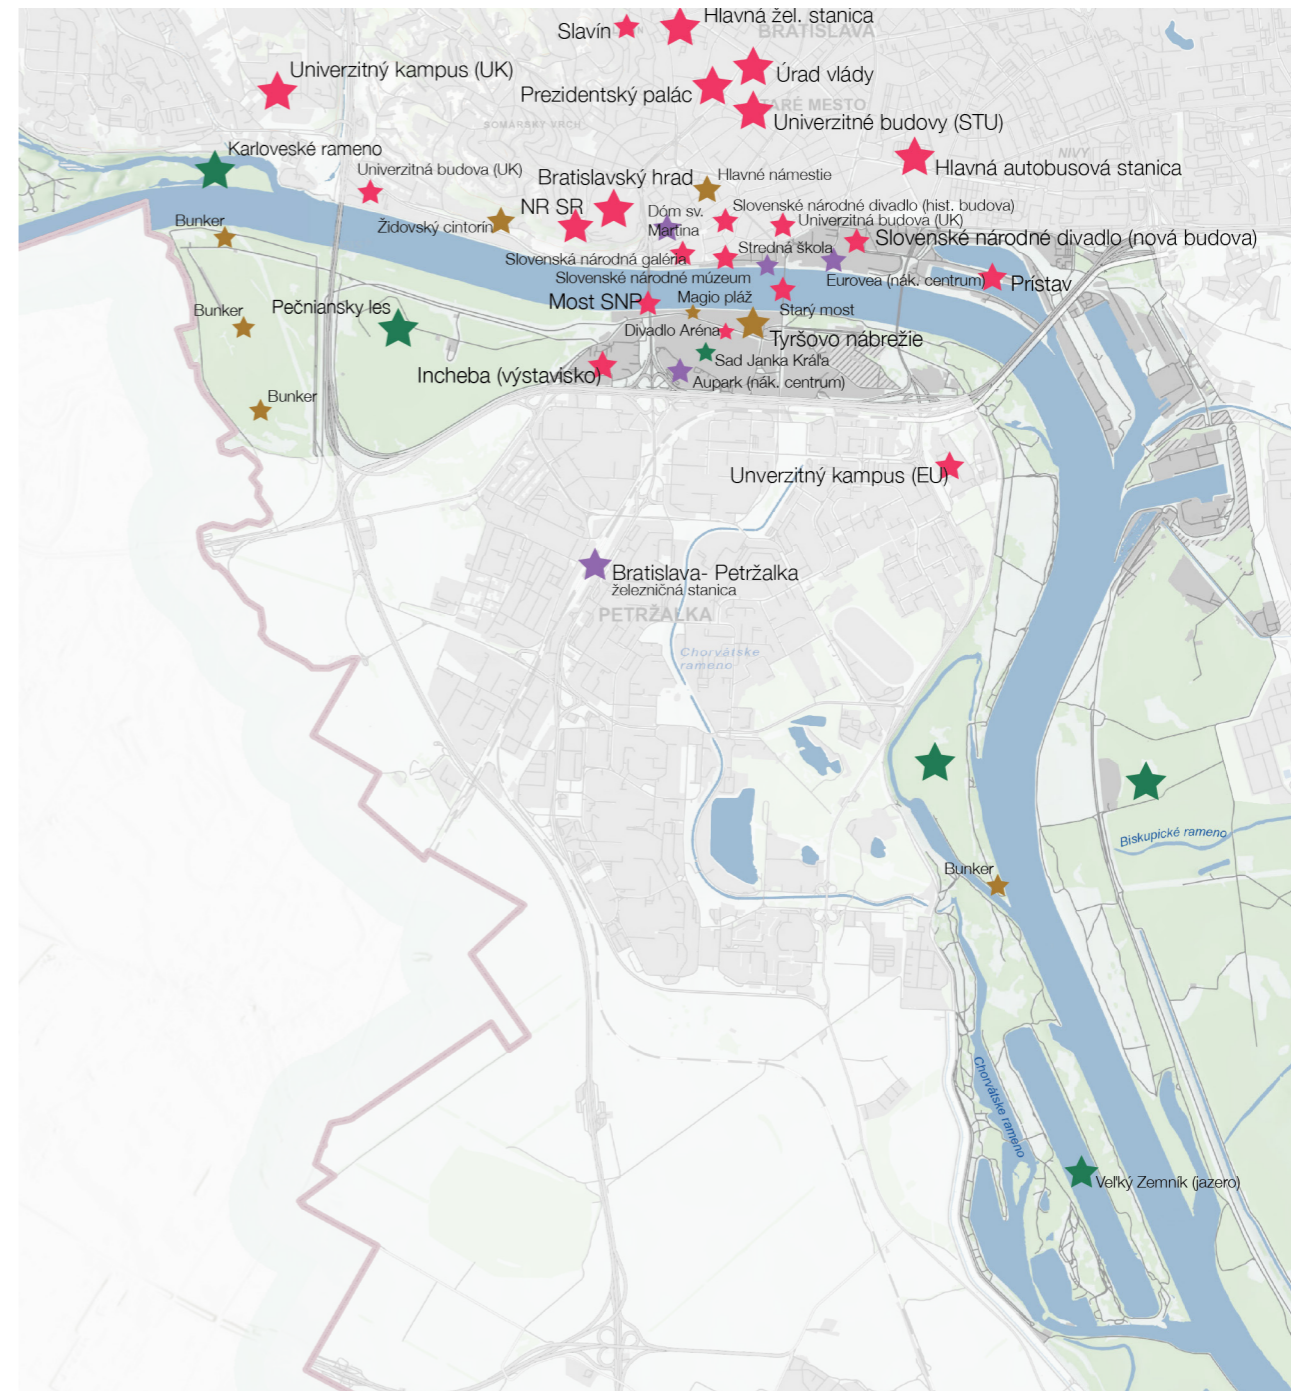 Hlavná žel. stanica
Slavín
BRATISLAVA
Univerzitný kampus (UK)
Úrad vlády
Prezidentský palác
TARÉ MESTO
Univerzitné budovy (STU)
SOMÁRSKY VRCH
Karloveské rameno
NIVY
Hlavná autobusová stanica
Univerzitná budova (UK)
Bratislavský hrad
Hlavné námestie
NR SR
Dóm sv.
Martina
Slovenské národné divadlo (hist. budova)
Bunker
Židovský cintorín
Univerzitná budova (UK)
Slovenské národné divadlo (nová budova)
Stredná škola
Slovenská národná galéria
Slovenské národné múzeum
Eurovea (nák. centrum)
Prístav
Most SNP
Magio pláž
Starý most
Bunker
Pečniansky les
Divadlo Aréna
Tyršovo nábrežie
Sad Janka Kráľa
Incheba (výstavisko)
Aupark (nák. centrum)
Bunker
Unverzitný kampus (EU)
Bratislava- Petržalka
železničná stanica
PETRŽALKA
Chorvátske
rameno
Biskupické rameno
Bunker
Chorvátske rameno
Veľký Zemník (jazero)